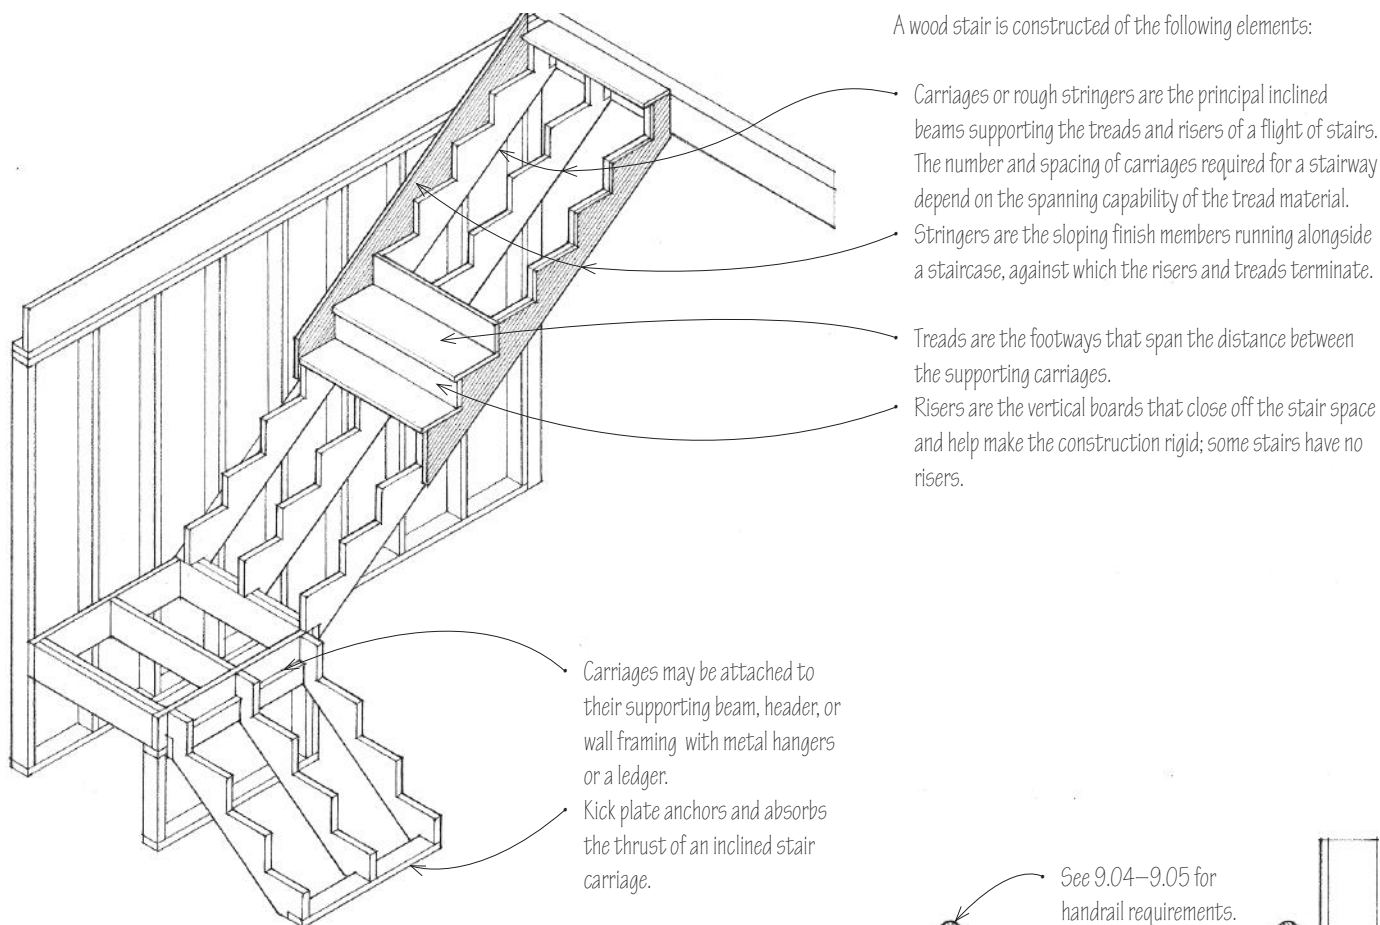 A wood stair is constructed of the following elements:
• Carriages or rough stringers are the principal inclined
beams supporting the treads and risers of a flight of stairs.
The number and spacing of carriages required for a stairway
depend on the spanning capability of the tread material.
• Stringers are the sloping finish members running alongside
a staircase, against which the risers and treads terminate.
• Treads are the footways that span the distance between
the supporting carriages.
• Risers are the vertical boards that close off the stair space
and help make the construction rigid; some stairs have no
risers.
• Carriages may be attached to
their supporting beam, header, or
wall framing with metal hangers
or a ledger.
• Kick plate anchors and absorbs
the thrust of an inclined stair
carriage.
• See 9.04–9.05 for
handrail requirements.